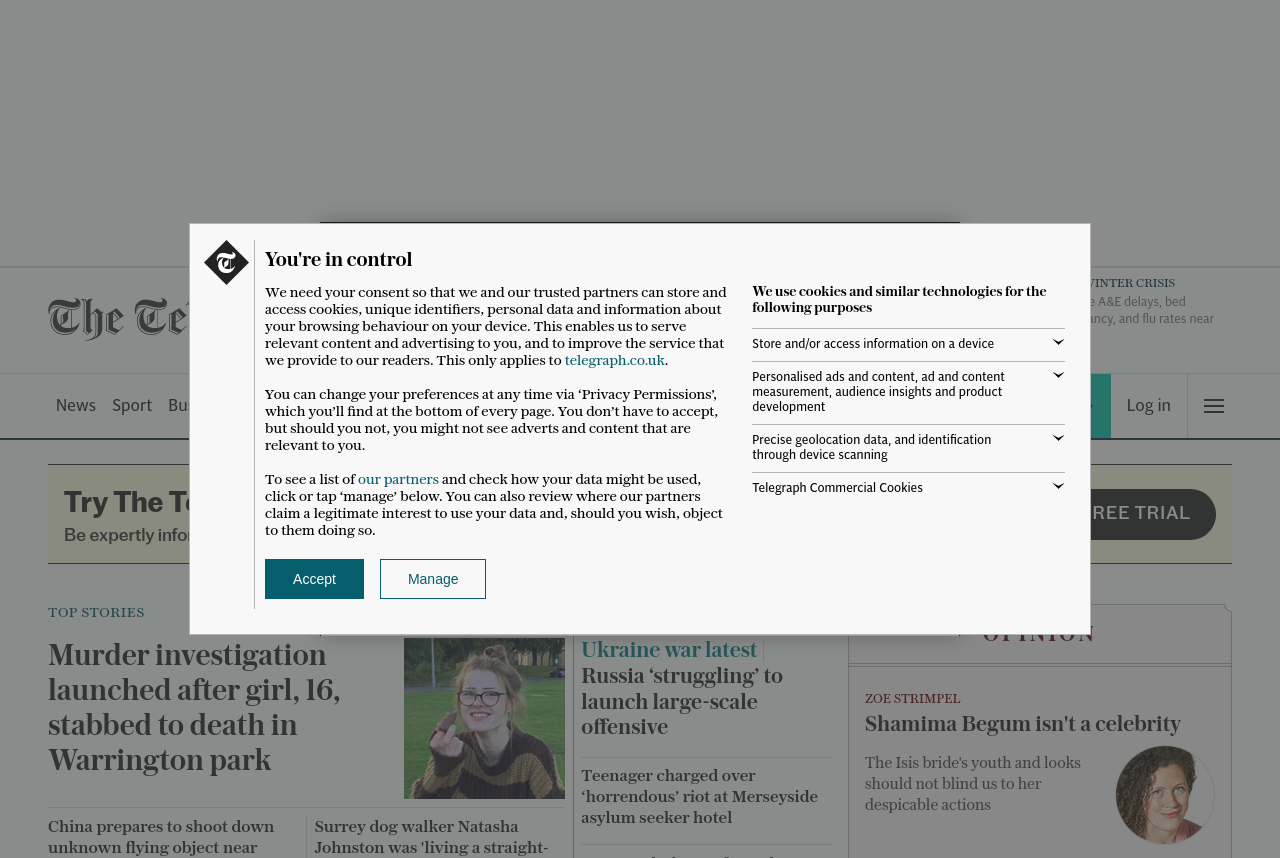 You're in control
We need your consent so that we and our trusted partners can store and
access cookies, unique identifiers, personal data and information about
your browsing behaviour on your device. This enables us to serve
relevant content and advertising to you, and to improve the service that
we provide to our readers. This only applies to telegraph.co.uk.
You can change your preferences at any time via ‘Privacy Permissions’,
which you’ll find at the bottom of every page. You don’t have to accept,
but should you not, you might not see adverts and content that are
relevant to you.
To see a list of our partners and check how your data might be used,
click or tap ‘manage’ below. You can also review where our partners
claim a legitimate interest to use your data and, should you wish, object
to them doing so.
Accept
Manage
We use cookies and similar technologies for the
following purposes
Store and/or access information on a device
Personalised ads and content, ad and content
measurement, audience insights and product
development
Precise geolocation data, and identification
through device scanning
Telegraph Commercial Cookies
The
WINTER CRISIS
A&E delays, bed
and flu rates near
News
Sport
Log in
Try The
Be expertly
FREE TRIAL
TOP STORIES
Murder investigation
launched after girl, 16,
stabbed to death in
Warrington park
China prepares to shoot down
unknown flying object near
Surrey dog walker Natasha
Johnston was 'living a straight-
Ukraine war latest
Russia ‘struggling’ to
launch large-scale
offensive
Teenager charged over
‘horrendous’ riot at Merseyside
asylum seeker hotel
OPINION
ZOE STRIMPEL
Shamima Begum isn't a celebrity
The Isis bride's youth and looks
should not blind us to her
despicable actions